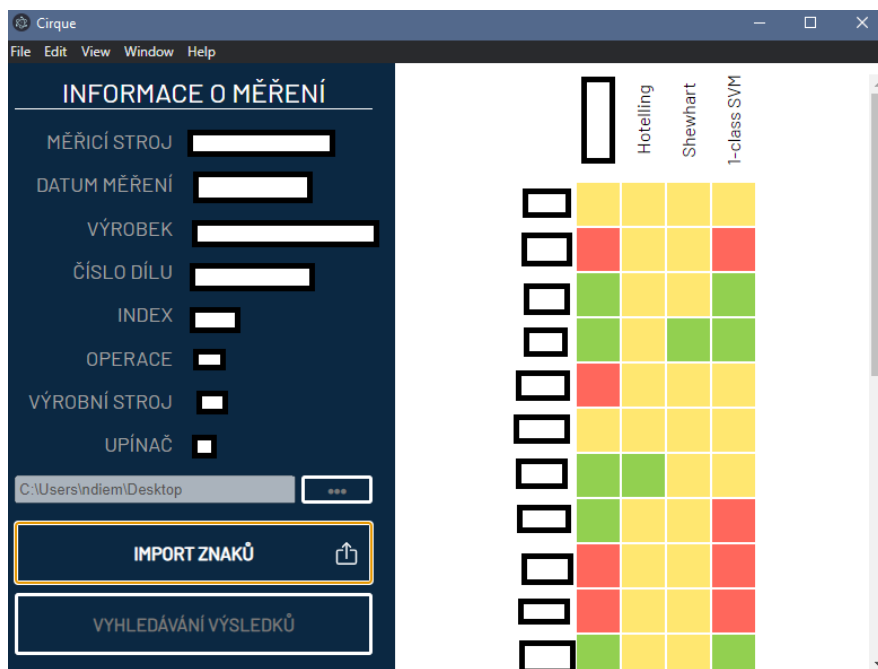 Cirque
File Edit View Window Help
INFORMACE O MĚŘENÍ
MĚŘICÍ STROJ
DATUM MĚŘENÍ
VÝROBEK
ČÍSLO DÍLU
INDEX
OPERACE
VÝROBNÍ STROJ
UPÍNAČ
C:\Users\ndiem\Desktop
IMPORT ZNAKŮ
VYHLEDÁVÁNÍ VÝSLEDKŮ
Hotelling
Shewhart
1-class SVM